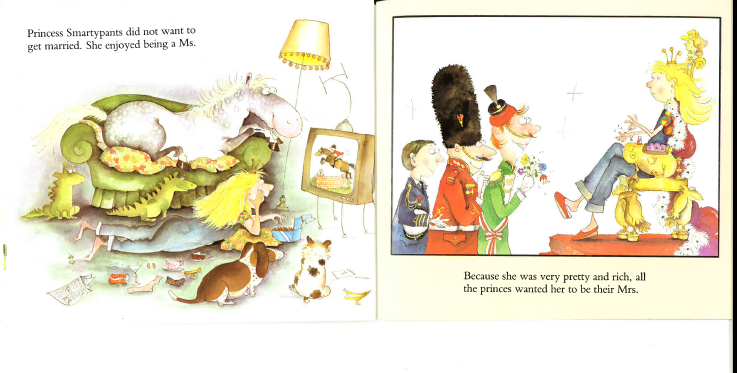 Princess Smartypants did not want to
get married. She enjoyed being a Ms.
Because she was very pretty and rich, all
the princes wanted her to be their Mrs.